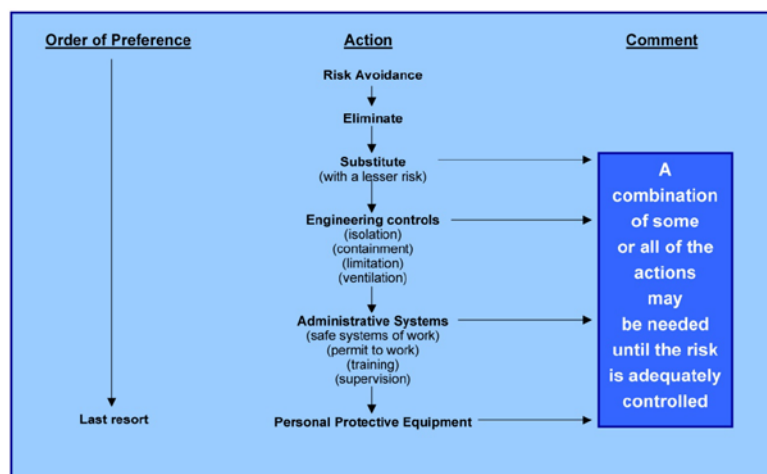 Order of Preference
Action
Comment
Risk Avoidance
Eliminate
Substitute
(with a lesser risk)
Engineering controls
(isolation)
(containment)
(limitation)
(ventilation)
Administrative Systems
(safe systems of work)
(permit to work)
(training)
(supervision)
Last resort
Personal Protective Equipment
A
combination
of some
or all of the
actions
may
be needed
until the risk
is adequately
controlled